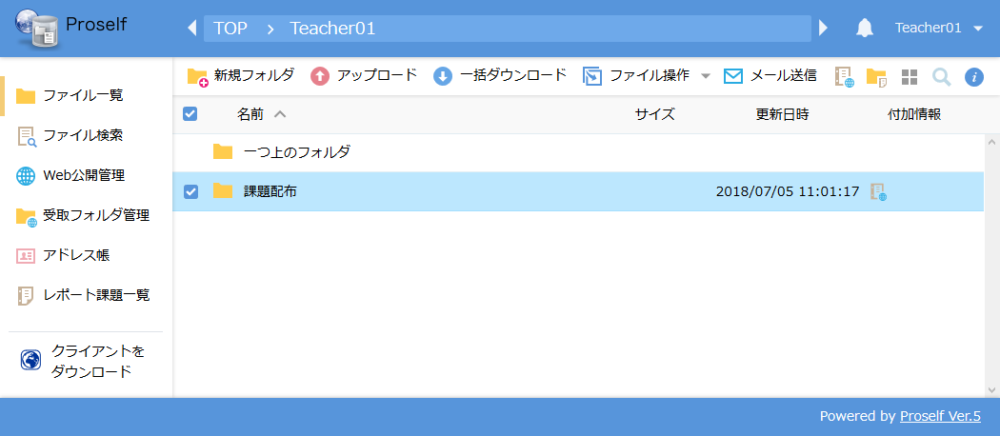 Proself
TOP > Teacher01
Teacher01
新規フォルダ アップロード 一括ダウンロード ファイル操作 メール送信
ファイル一覧
ファイル検索
Web公開管理
受取フォルダ管理
アドレス帳
レポート課題一覧
クライアントを
ダウンロード
名前 サイズ 更新日時 付加情報
一つ上のフォルダ
課題配布 2018/07/05 11:01:17
Powered by Proself Ver.5